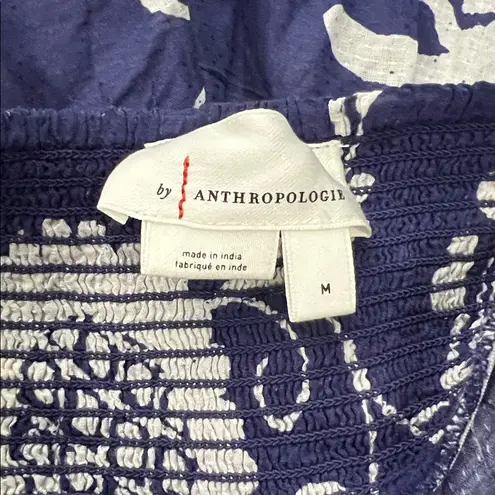 by ANTHROPOLOGIE
made in india
fabriqué en inde
M